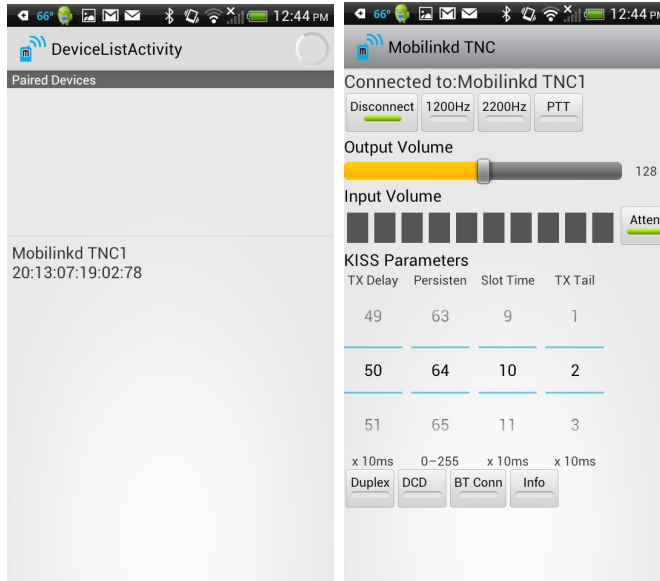 66° 12:44 PM
DeviceListActivity
Paired Devices
Mobilinkd TNC1
20:13:07:19:02:78
66° 12:44 PM
Mobilinkd TNC
Connected to:Mobilinkd TNC1
Disconnect 1200Hz 2200Hz PTT
Output Volume
128
Input Volume
Atten
KISS Parameters
TX Delay Persisten Slot Time TX Tail
49 63 9 1
50 64 10 2
51 65 11 3
x 10ms 0-255 x 10ms x 10ms
Duplex DCD BT Conn Info